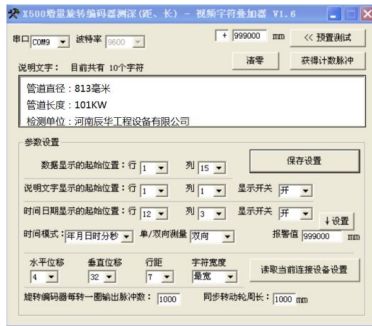 X500增量旋转编码器测深(距、长) - 视频字符叠加器 V1.6
串口 COM9 波特率 9600 + 999000 mm << 预置测试
说明文字： 目前共有 10个字符 清零 获得计数脉冲
管道直径：813毫米
管道长度：101KW
检测单位：河南辰华工程设备有限公司
参数设置
数据显示的起始位置：行 1 列 15 保存设置
说明文字显示的起始位置：行 1 列 1 显示开关 开
时间日期显示的起始位置：行 12 列 3 显示开关 开 ↓设置
时间模式：年月日时分秒 单/双向测量 双向 报警值 999000 mm
水平位移 垂直位移 行距 字符宽度
4 32 7 最宽 读取当前连接设备设置
旋转编码器每转一圈输出脉冲数： 1000 同步转动轮周长： 1000 mm